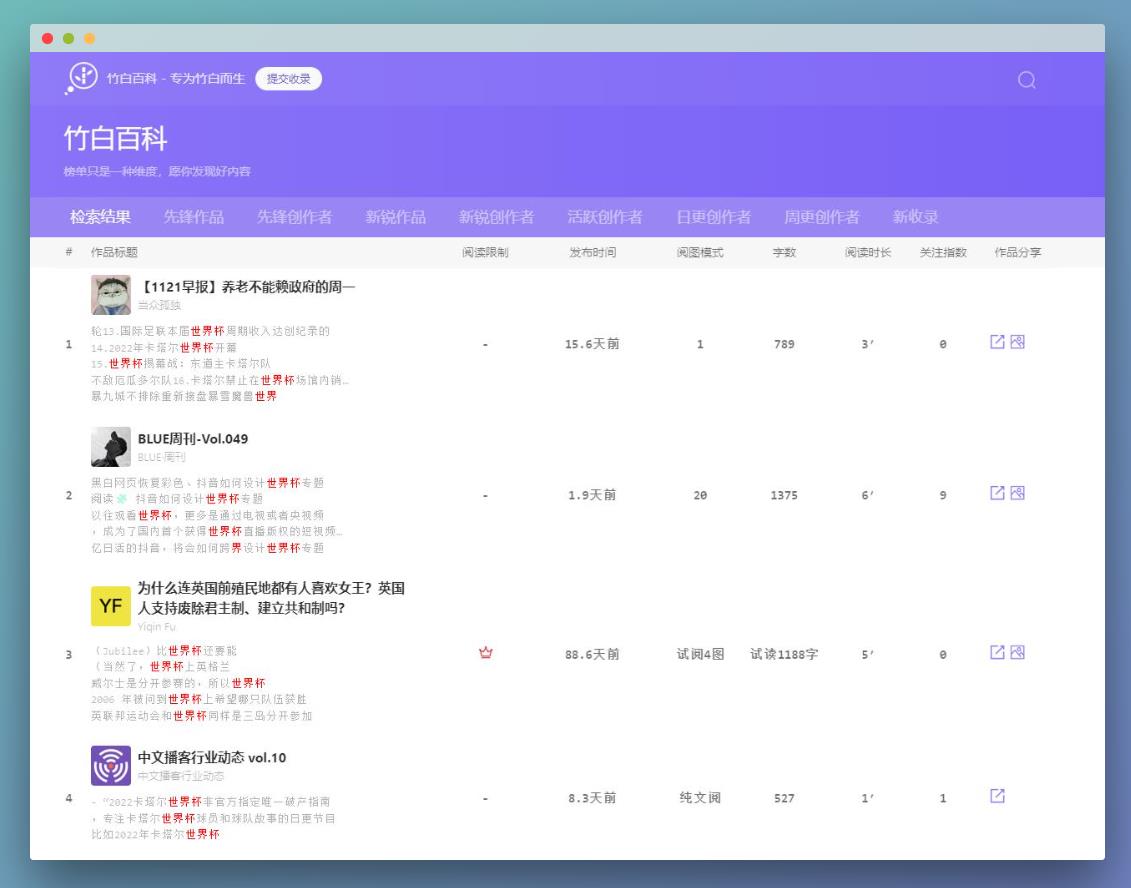 竹白百科 - 专为竹白而生 提交收录
竹白百科
榜单只是一种维度，愿你发现好内容
检索结果 先锋作品 先锋创作者 新锐作品 新锐创作者 活跃创作者 日更创作者 周更创作者 新收录
# 作品标题 阅读限制 发布时间 阅图模式 字数 阅读时长 关注指数 作品分享
【1121早报】养老不能赖政府的周一
当众孤独
轮13.国际足联本届世界杯周期收入达创纪录的
14.2022年卡塔尔世界杯开幕
1 - 15.6天前 1 789 3′ 0
15.世界杯揭幕战：东道主卡塔尔队
不敌厄瓜多尔队16.卡塔尔禁止在世界杯场馆内销…
暴九城不排除重新接盘暴雪魔兽世界
BLUE周刊-Vol.049
BLUE·周刊
黑白网页恢复彩色、抖音如何设计世界杯专题
阅读 抖音如何设计世界杯专题
2 - 1.9天前 20 1375 6′ 9
以往观看世界杯，更多是通过电视或者央视频
，成为了国内首个获得世界杯直播版权的短视频…
亿日活的抖音，将会如何跨界设计世界杯专题
为什么连英国前殖民地都有人喜欢女王？英国
人支持废除君主制、建立共和制吗？
YF
Yiqin Fu
（Jubilee）比世界杯还要能
3 88.6天前 试阅4图 试读1188字 5′ 0
（当然了，世界杯上英格兰
威尔士是分开参赛的，所以世界杯
2006 年被问到世界杯上希望哪只队伍获胜
英联邦运动会和世界杯同样是三岛分开参加
中文播客行业动态 vol.10
中文播客行业动态
4 - 8.3天前 纯文阅 527 1′ 1
- “2022卡塔尔世界杯非官方指定唯一破产指南
，专注卡塔尔世界杯球员和球队故事的日更节目
比如2022年卡塔尔世界杯